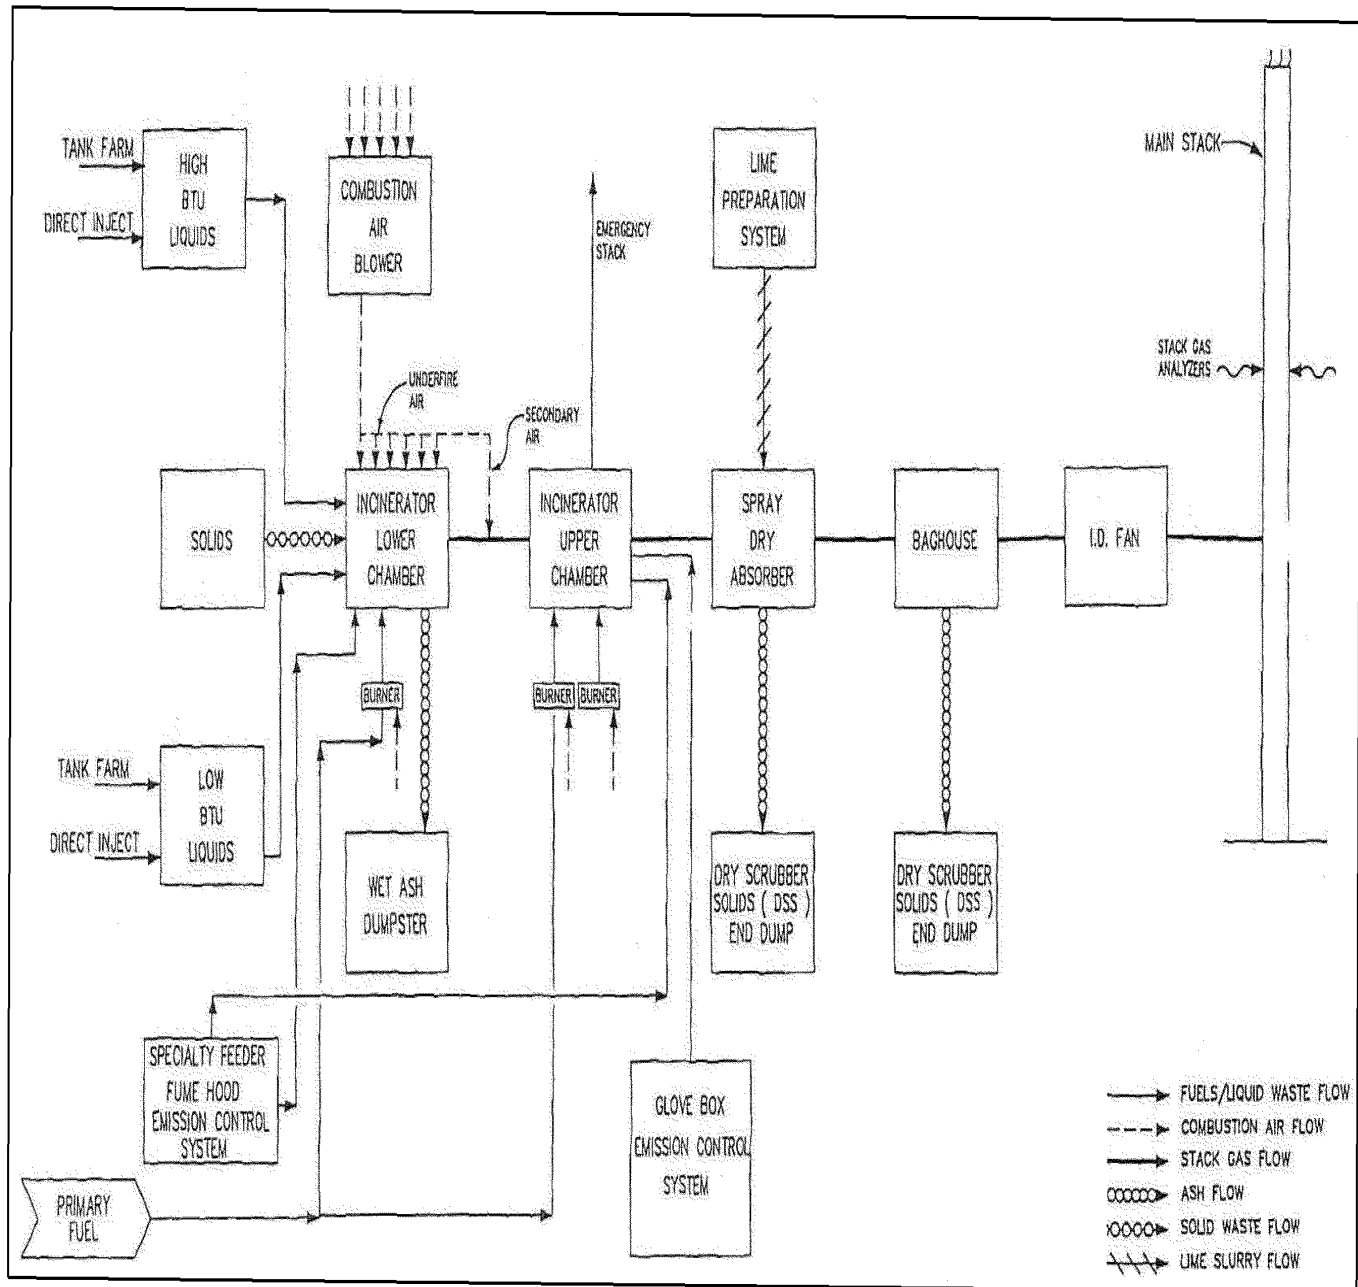 TANK FARM
DIRECT INJECT
HIGH
BTU
LIQUIDS
COMBUSTION
AIR
BLOWER
EMERGENCY
STACK
LIME
PREPARATION
SYSTEM
MAIN STACK
STACK GAS
ANALYZERS
UNDERFIRE
AIR
SECONDARY
AIR
SOLIDS
INCINERATOR
LOWER
CHAMBER
INCINERATOR
UPPER
CHAMBER
SPRAY
DRY
ABSORBER
BAGHOUSE
I.D. FAN
BURNER
BURNER
BURNER
TANK FARM
DIRECT INJECT
LOW
BTU
LIQUIDS
WET ASH
DUMPSTER
DRY SCRUBBER
SOLIDS ( DSS )
END DUMP
DRY SCRUBBER
SOLIDS ( DSS )
END DUMP
SPECIALTY FEEDER
FUME HOOD
EMISSION CONTROL
SYSTEM
GLOVE BOX
EMISSION CONTROL
SYSTEM
PRIMARY
FUEL
FUELS/LIQUID WASTE FLOW
COMBUSTION AIR FLOW
STACK GAS FLOW
ASH FLOW
SOLID WASTE FLOW
LIME SLURRY FLOW